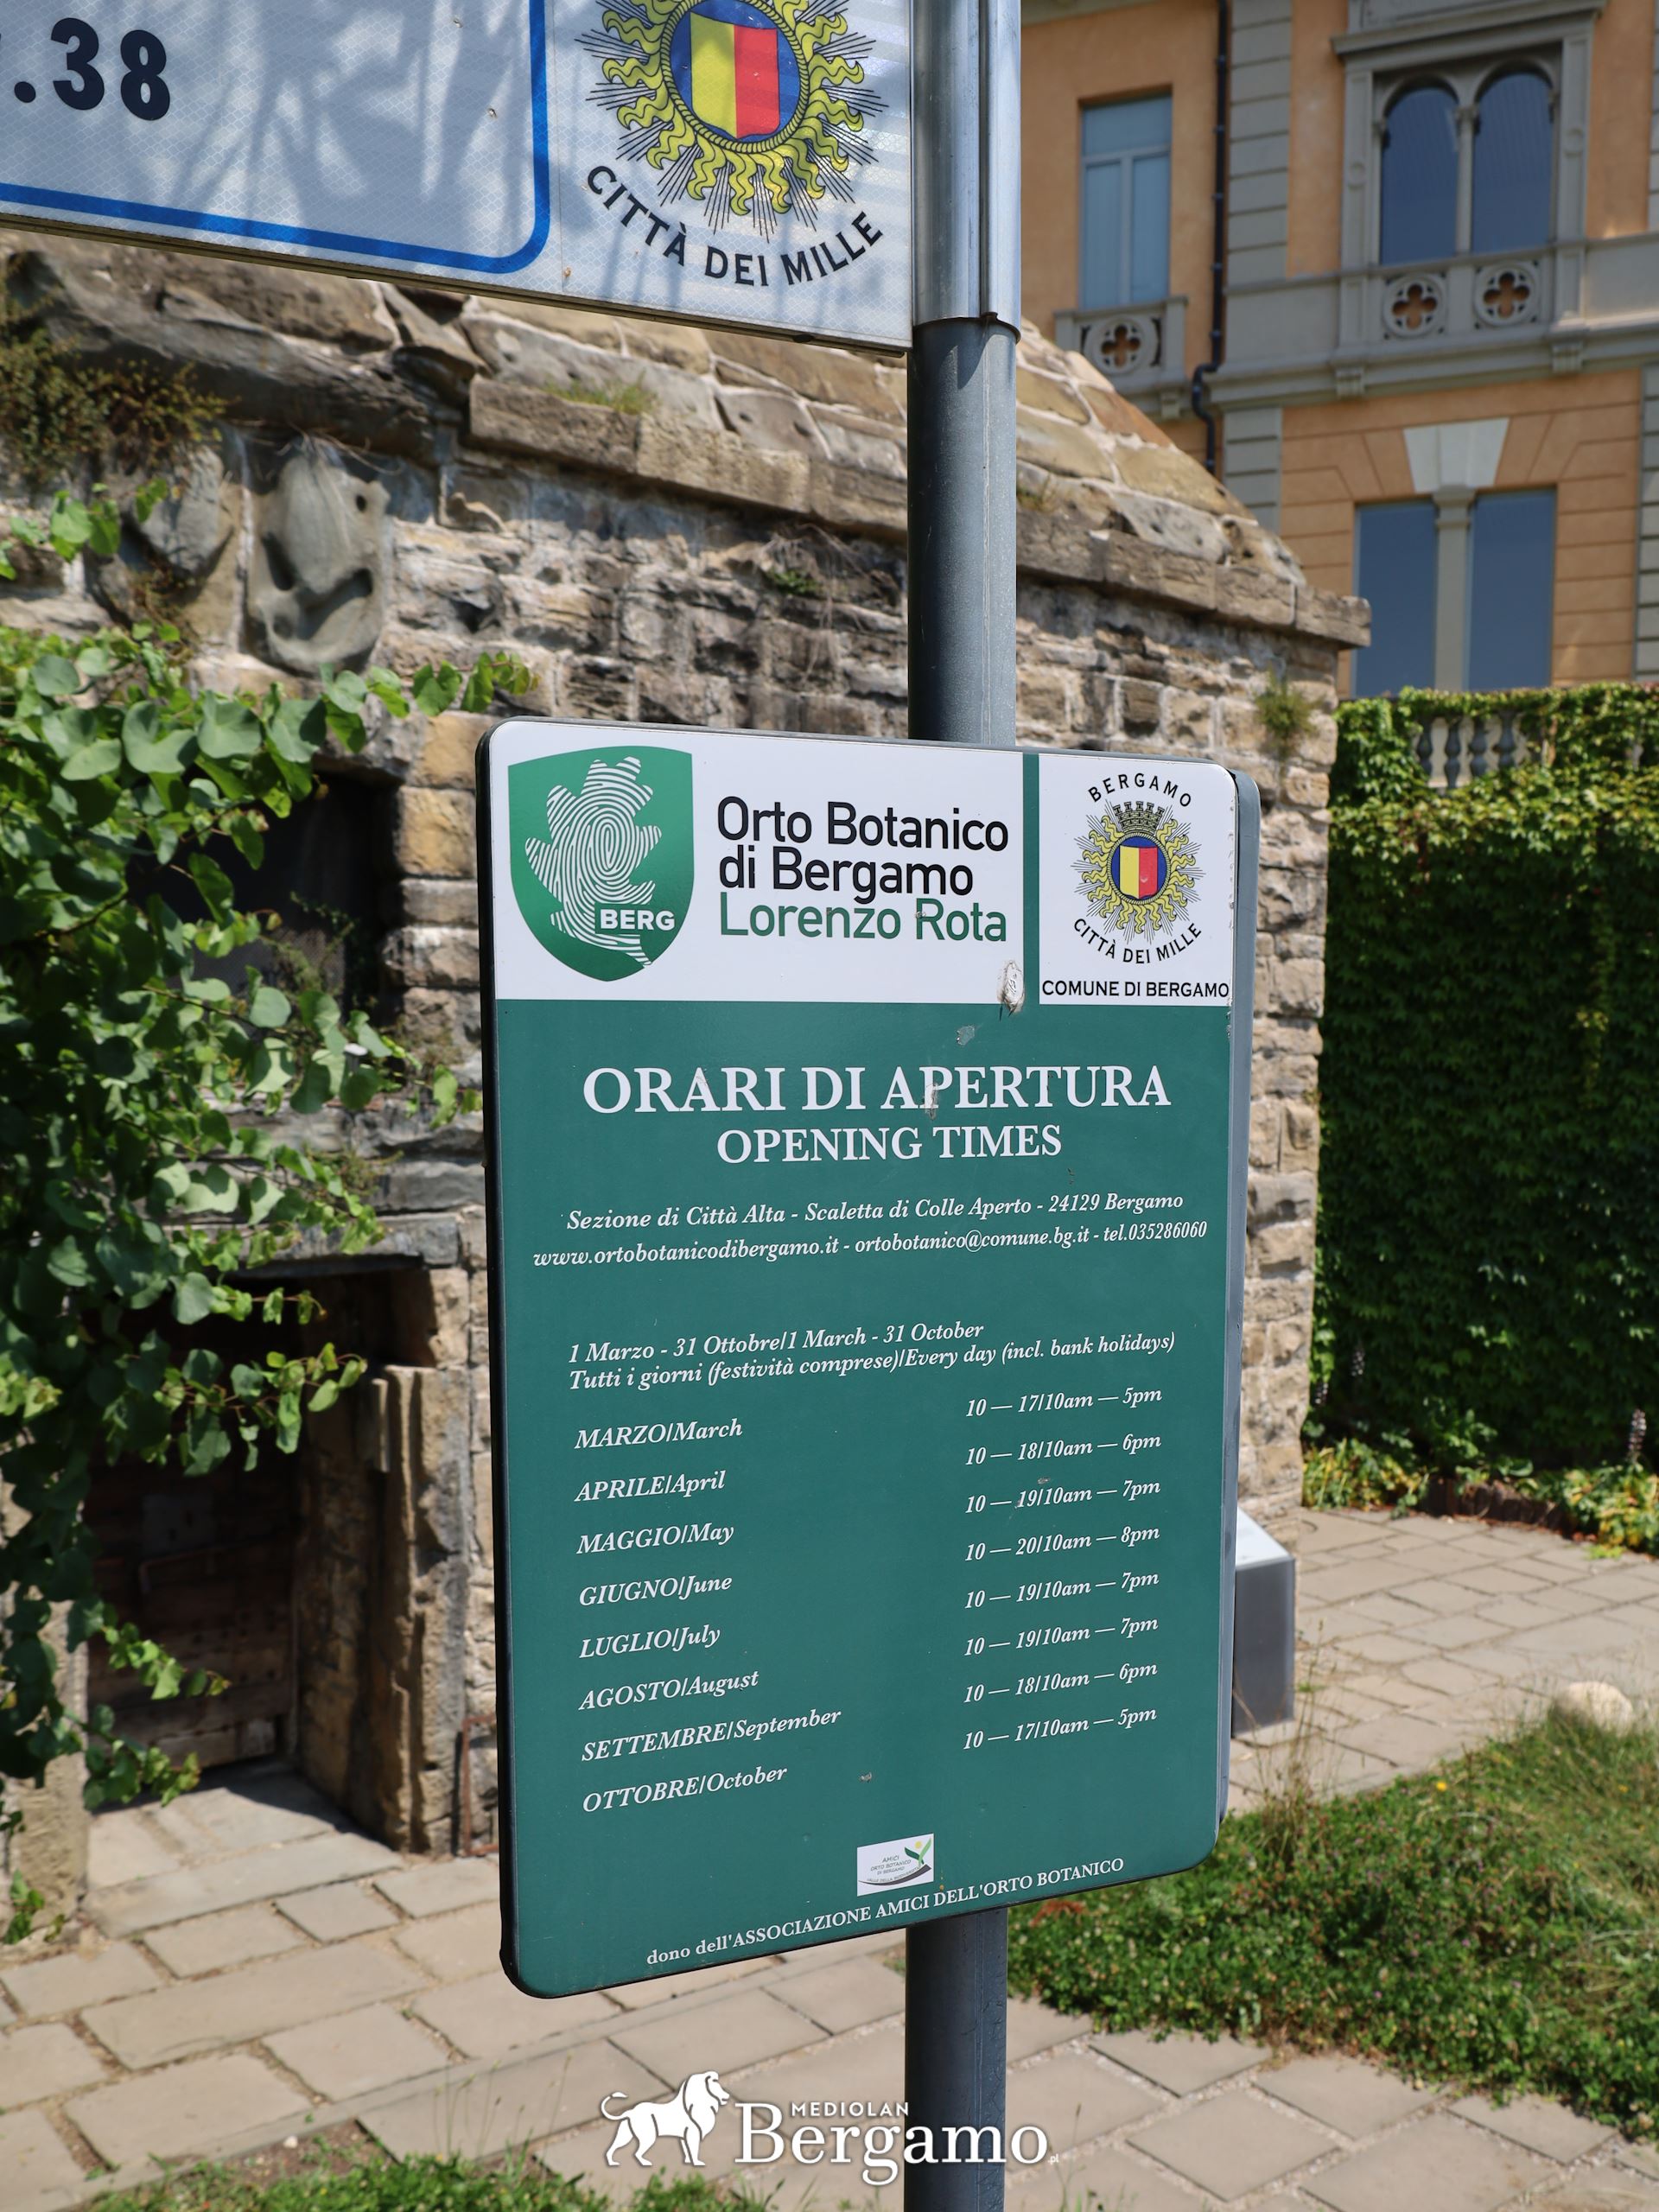 .38
CITTÀ DEI MILLE
BERG
Orto Botanico
di Bergamo
Lorenzo Rota
BERGAMO
CITTÀ DEI MILLE
COMUNE DI BERGAMO
ORARI DI APERTURA
OPENING TIMES
Sezione di Città Alta - Scaletta di Colle Aperto - 24129 Bergamo
www.ortobotanicodibergamo.it - ortobotanico@comune.bg.it - tel.035286060
1 Marzo - 31 Ottobre/1 March - 31 October
Tutti i giorni (festività comprese)/Every day (incl. bank holidays)
MARZO/March 10 — 17/10am — 5pm
APRILE/April 10 — 18/10am — 6pm
MAGGIO/May 10 — 19/10am — 7pm
GIUGNO/June 10 — 20/10am — 8pm
LUGLIO/July 10 — 19/10am — 7pm
AGOSTO/August 10 — 19/10am — 7pm
SETTEMBRE/September 10 — 18/10am — 6pm
OTTOBRE/October 10 — 17/10am — 5pm
AMICI
ORTO BOTANICO
DI BERGAMO
dono dell'ASSOCIAZIONE AMICI DELL'ORTO BOTANICO
MEDIOLAN
Bergamo.pl